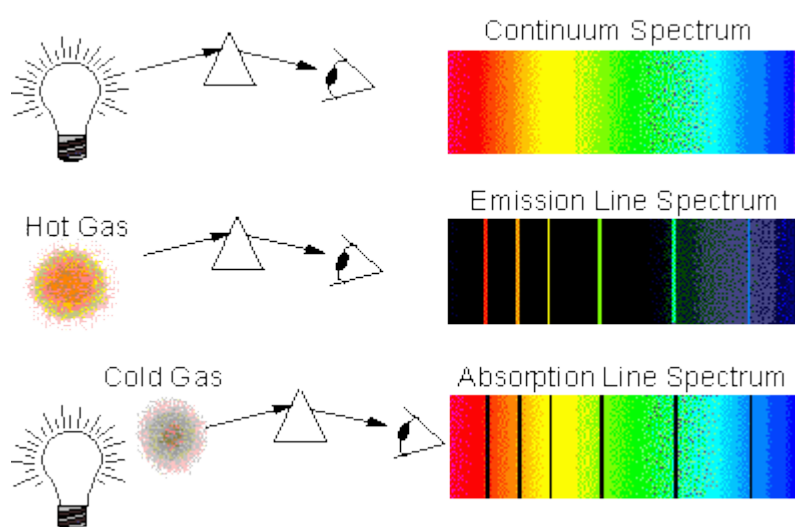 Continuum Spectrum
Emission Line Spectrum
Hot Gas
Cold Gas
Absorption Line Spectrum